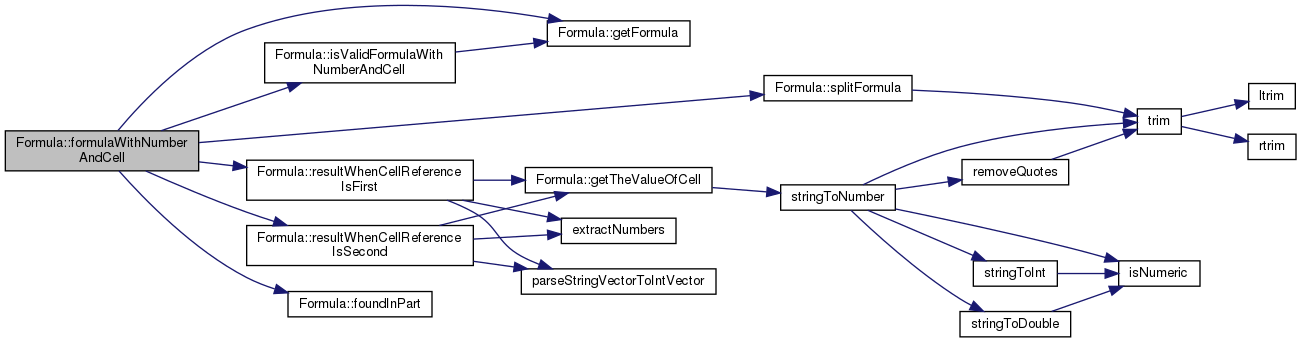 Formula::formulaWithNumber
AndCell
Formula::getFormula
Formula::isValidFormulaWith
NumberAndCell
Formula::splitFormula
Formula::resultWhenCellReference
IsFirst
Formula::resultWhenCellReference
IsSecond
Formula::foundInPart
Formula::getTheValueOfCell
extractNumbers
parseStringVectorToIntVector
stringToNumber
removeQuotes
stringToInt
stringToDouble
trim
isNumeric
ltrim
rtrim